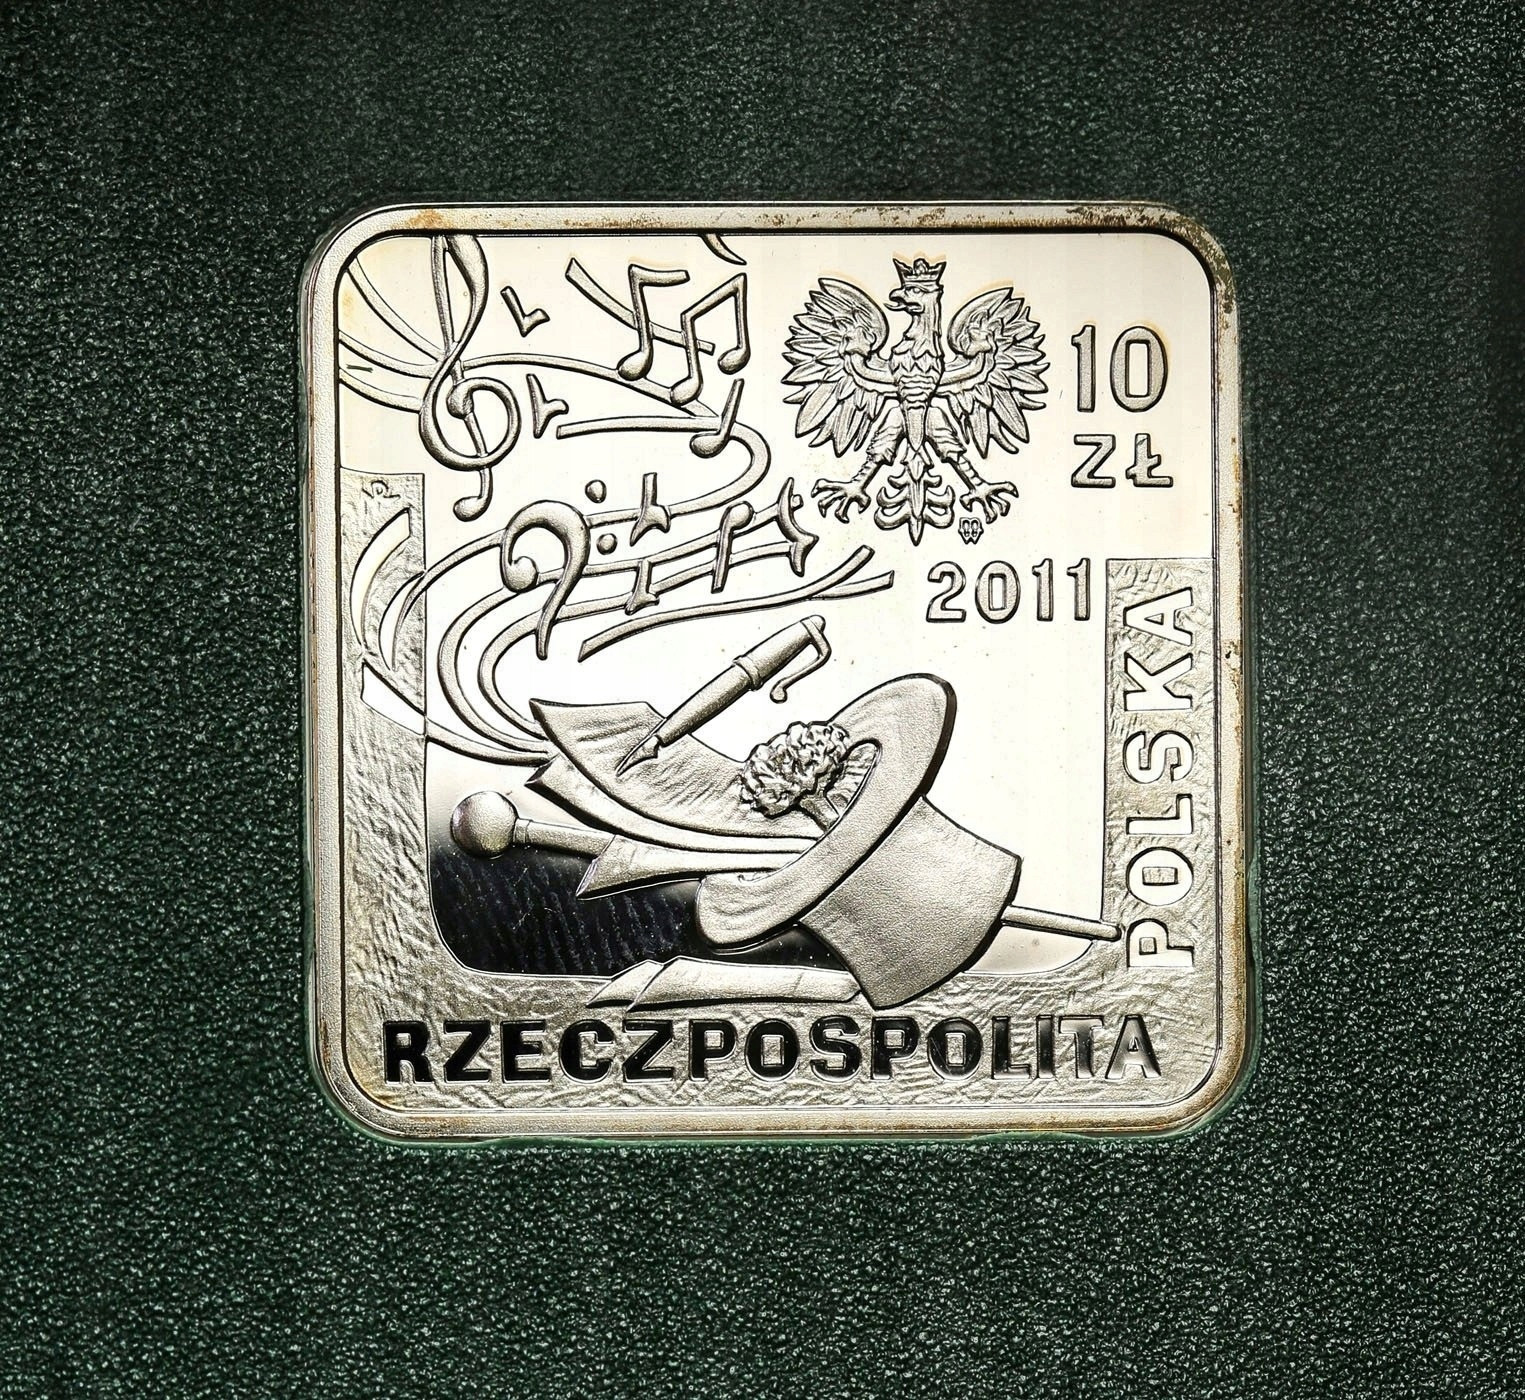 10
ZŁ
2011
POLSKA
RZECZPOSPOLITA